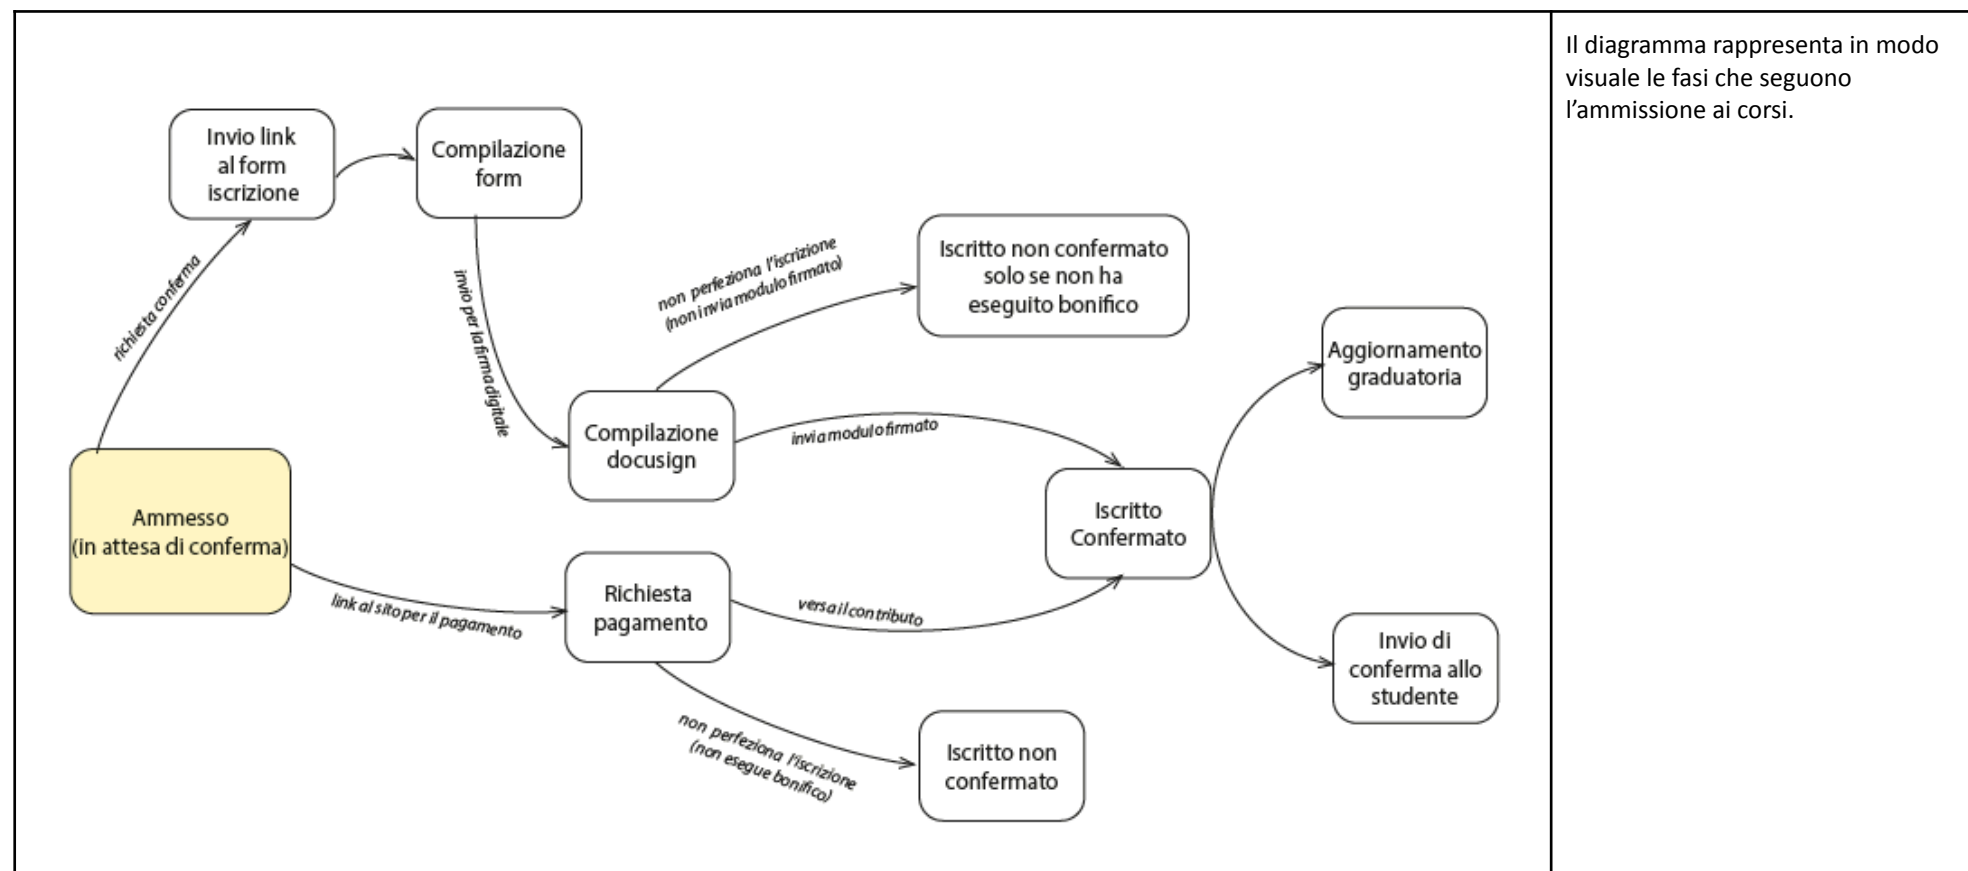 Il diagramma rappresenta in modo
visuale le fasi che seguono
l’ammissione ai corsi.
Invio link
al form
iscrizione
Compilazione
form
richiesta conferma
invio per la firma digitale
non perfeziona l'iscrizione
(non invia modulo firmato)
Iscritto non confermato
solo se non ha
eseguito bonifico
Aggiornamento
graduatoria
Compilazione
docusign
invia modulo firmato
Ammesso
(in attesa di conferma)
Iscritto
Confermato
link al sito per il pagamento
Richiesta
pagamento
versa il contributo
Invio di
conferma allo
studente
non perfeziona l'iscrizione
(non esegue bonifico)
Iscritto non
confermato